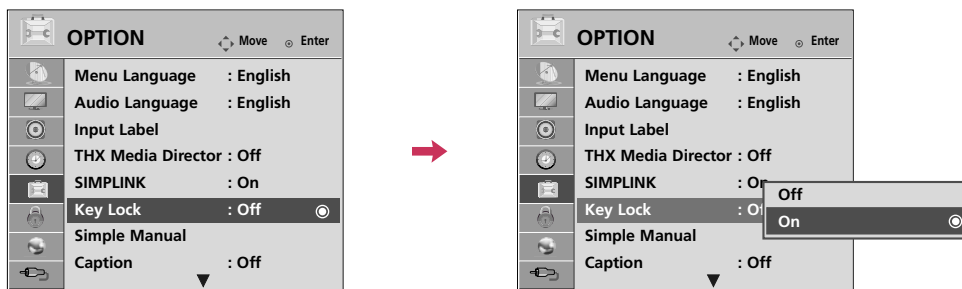 OPTION Move Enter
Menu Language : English
Audio Language : English
Input Label
THX Media Director : Off
SIMPLINK : On
Key Lock : Off
Simple Manual
Caption : Off
OPTION Move Enter
Menu Language : English
Audio Language : English
Input Label
THX Media Director : Off
SIMPLINK : On
Key Lock
Simple Manual
Caption : Off
Off
On